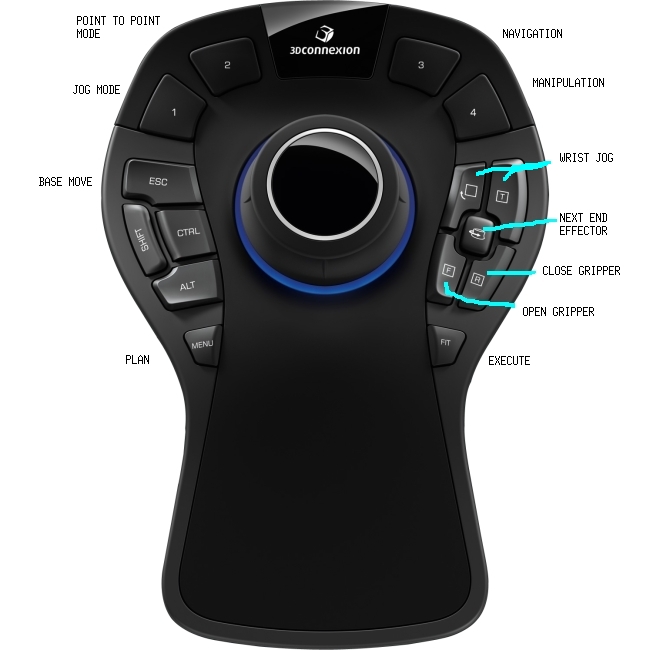 POINT TO POINT
MODE
NAVIGATION
JOG MODE
MANIPULATION
BASE MOVE
WRIST JOG
NEXT END
EFFECTOR
CLOSE GRIPPER
OPEN GRIPPER
PLAN
EXECUTE
3DCONNEXION
2
3
1
4
ESC
T
SHIFT
CTRL
F
R
ALT
MENU
FIT